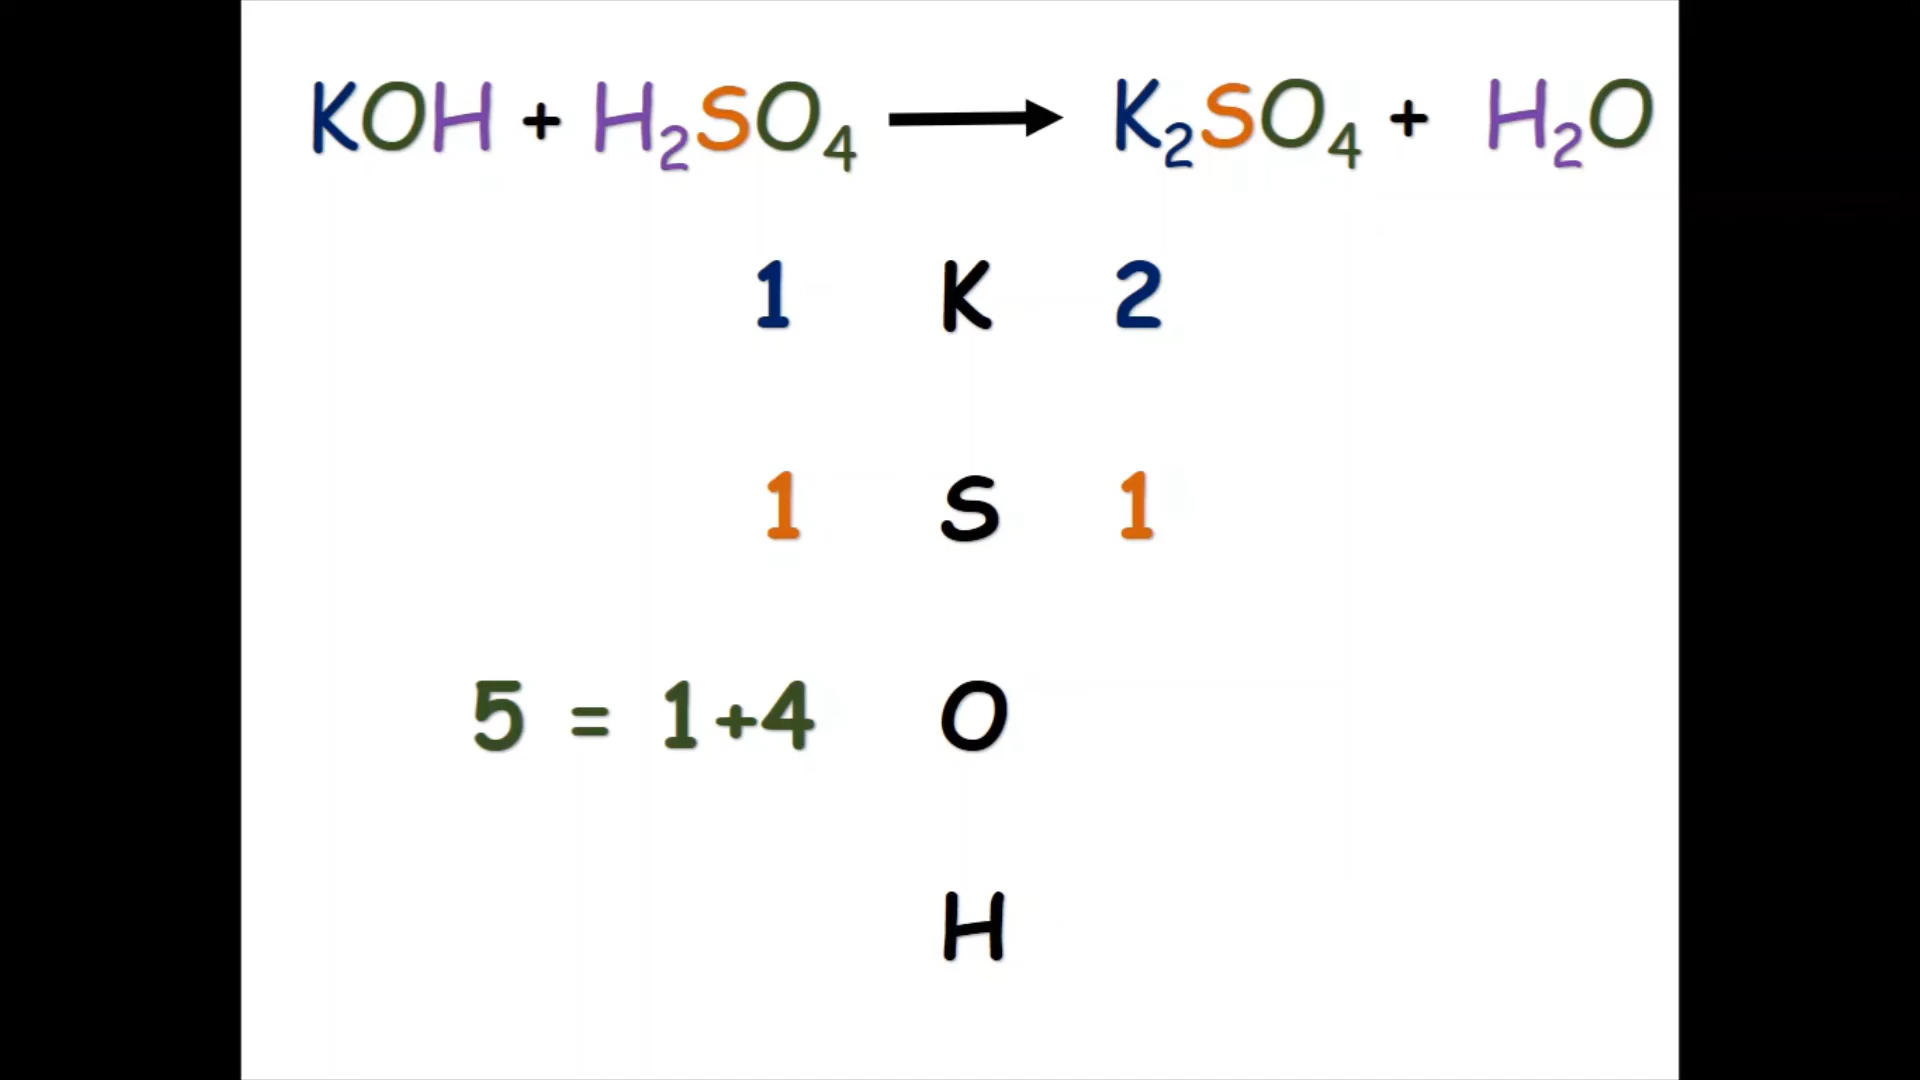 KOH + H₂SO₄ → K₂SO₄ + H₂O
1 K 2
1 S 1
5 = 1+4 O
H